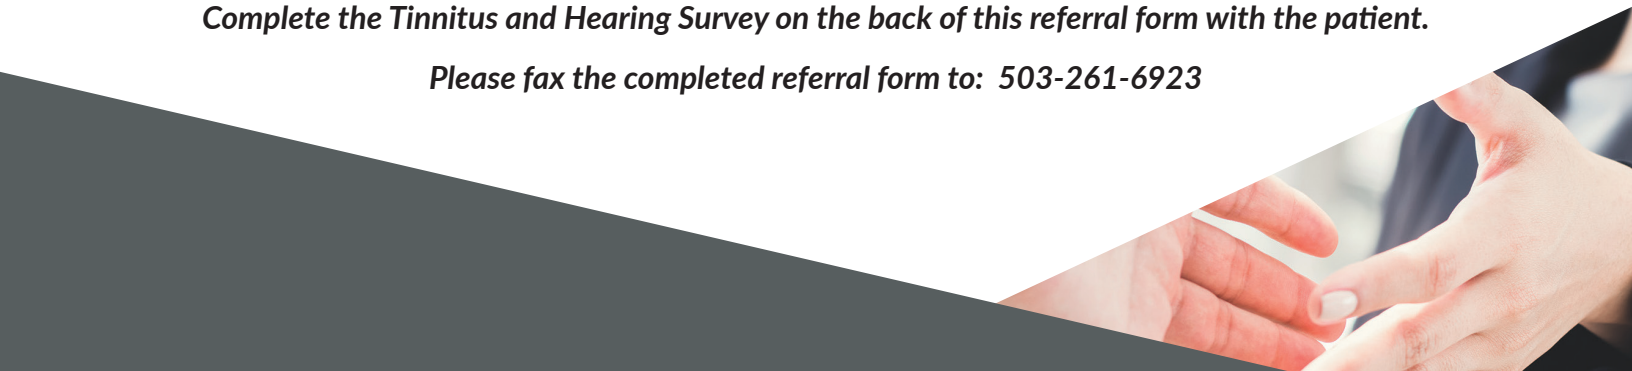 Complete the Tinnitus and Hearing Survey on the back of this referral form with the patient.
Please fax the completed referral form to:  503-261-6923